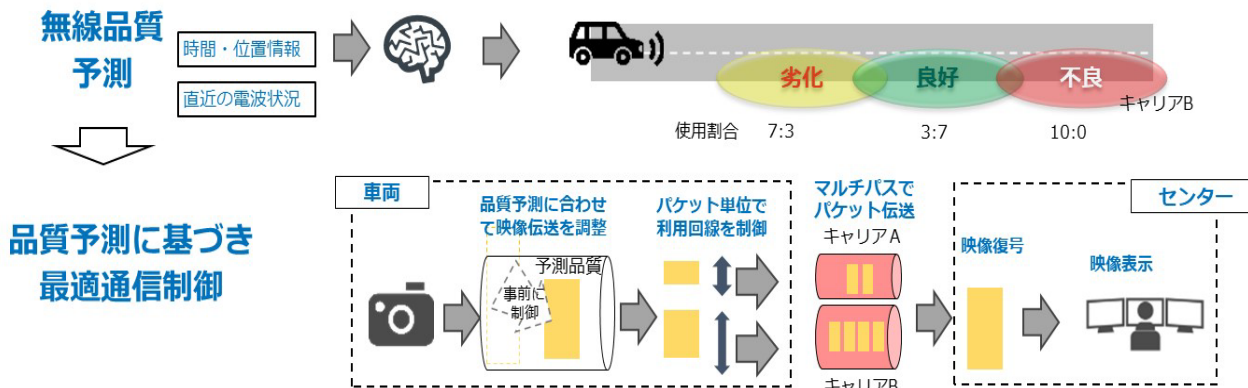 無線品質
予測
時間・位置情報
直近の電波状況
劣化
良好
不良
キャリアB
使用割合
7:3
3:7
10:0
品質予測に基づき
最適通信制御
車両
品質予測に合わせ
て映像伝送を調整
予測品質
事前に
制御
パケット単位で
利用回線を制御
マルチパスで
パケット伝送
キャリアA
キャリアB
センター
映像復号
映像表示